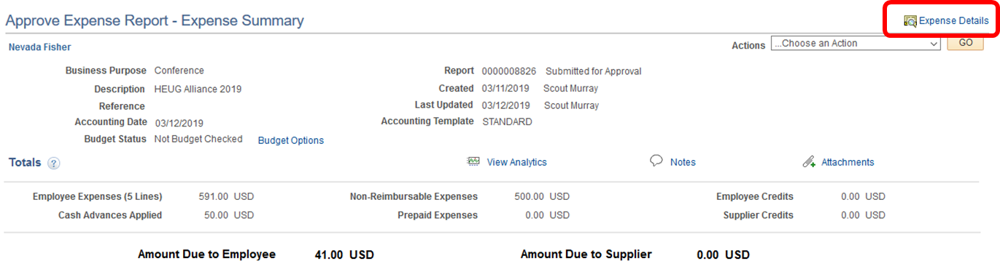 Approve Expense Report - Expense Summary
Expense Details
Nevada Fisher
Actions ...Choose an Action GO
Business Purpose Conference Report 0000008826 Submitted for Approval
Description HEUG Alliance 2019 Created 03/11/2019 Scout Murray
Reference Last Updated 03/12/2019 Scout Murray
Accounting Date 03/12/2019 Accounting Template STANDARD
Budget Status Not Budget Checked Budget Options
Totals ? View Analytics Notes Attachments
Employee Expenses (5 Lines) 591.00 USD Non-Reimbursable Expenses 500.00 USD Employee Credits 0.00 USD
Cash Advances Applied 50.00 USD Prepaid Expenses 0.00 USD Supplier Credits 0.00 USD
Amount Due to Employee 41.00 USD Amount Due to Supplier 0.00 USD